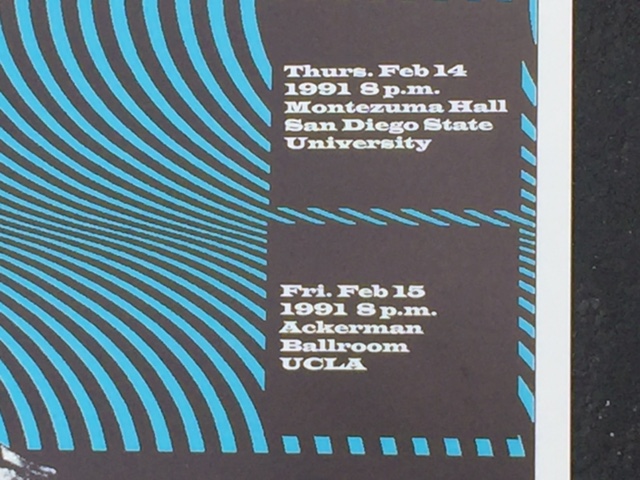 Thurs. Feb 14
1991 8 p.m.
Montezuma Hall
San Diego State
University
Fri. Feb 15
1991 8 p.m.
Ackerman
Ballroom
UCLA